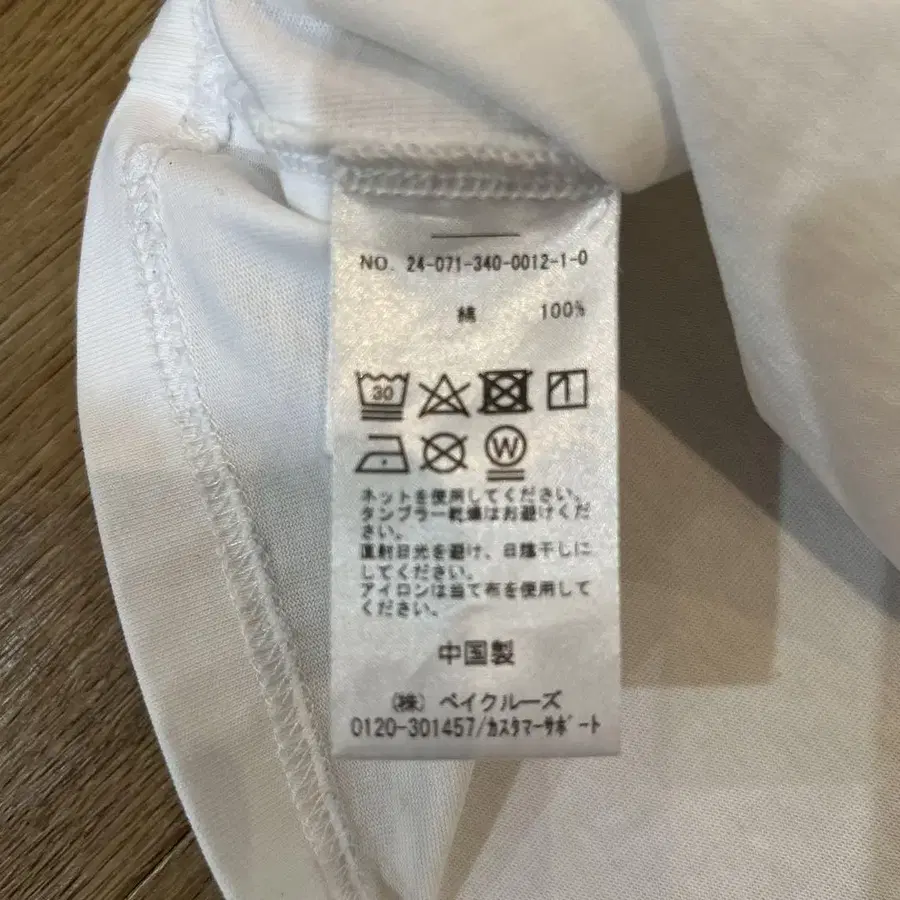 NO. 24-071-340-0012-1-0
綿 100%
30
W
ネットを使用してください。
タンブラー乾燥はお避けくだ
さい。
直射日光を避け、日陰干しに
してください。
アイロンは当て布を使用して
ください。
中国製
(株) ベイクルーズ
0120-301457/カスタマーサポート